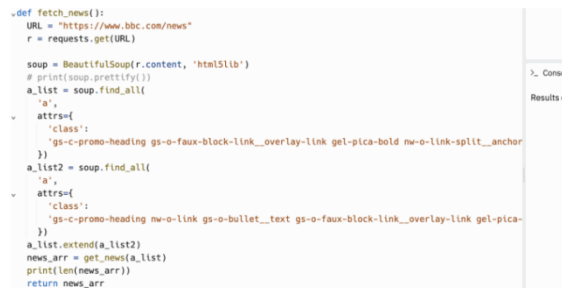 def fetch_news():
URL = "https://www.bbc.com/news"
r = requests.get(URL)
soup = BeautifulSoup(r.content, 'html5lib')
# print(soup.prettify())
a_list = soup.find_all(
'a',
attrs={
'class':
'gs-c-promo-heading gs-o-faux-block-link__overlay-link gel-pica-bold nw-o-link-split__anchor
})
a_list2 = soup.find_all(
'a',
attrs={
'class':
'gs-c-promo-heading nw-o-link gs-o-bullet__text gs-o-faux-block-link__overlay-link gel-pica-
})
a_list.extend(a_list2)
news_arr = get_news(a_list)
print(len(news_arr))
return news_arr
>_ Conso
Results